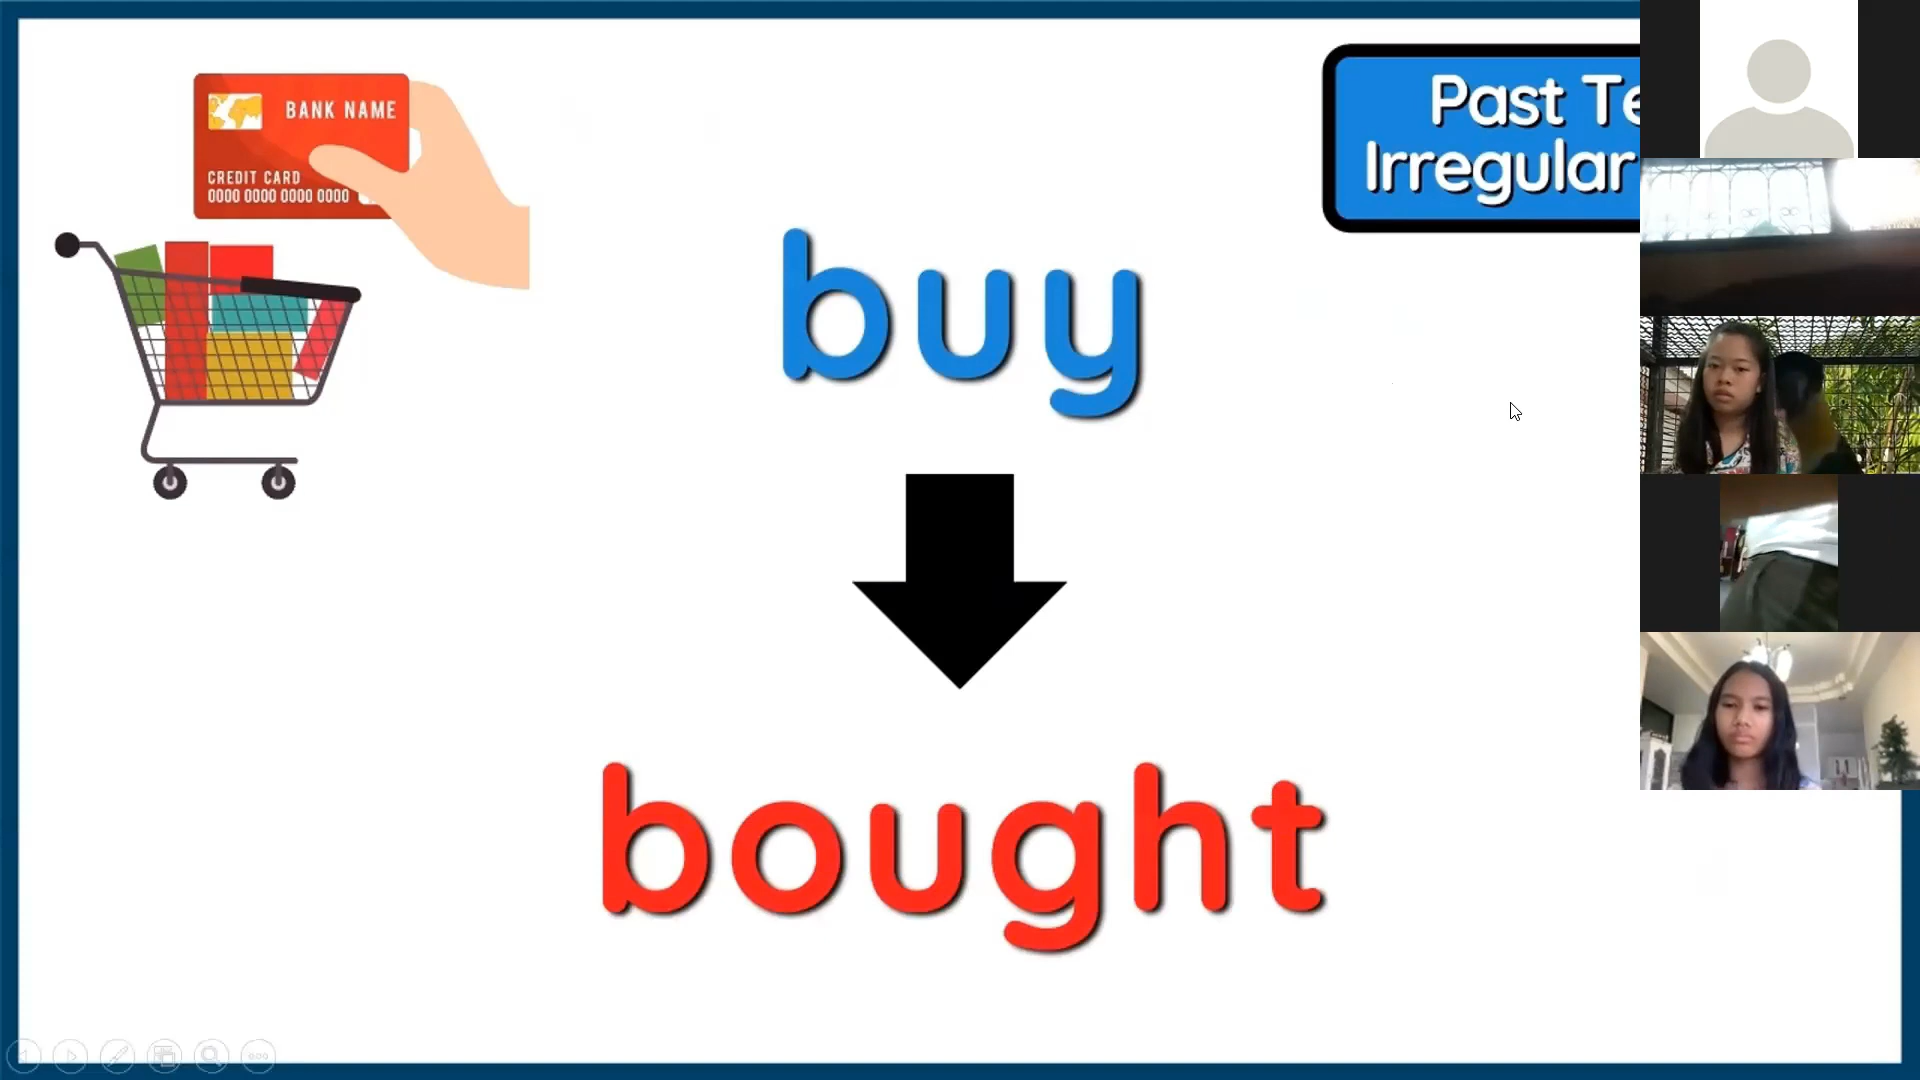 BANK NAME
CREDIT CARD
0000 0000 0000 0000
Past Te
Irregular
buy
bought